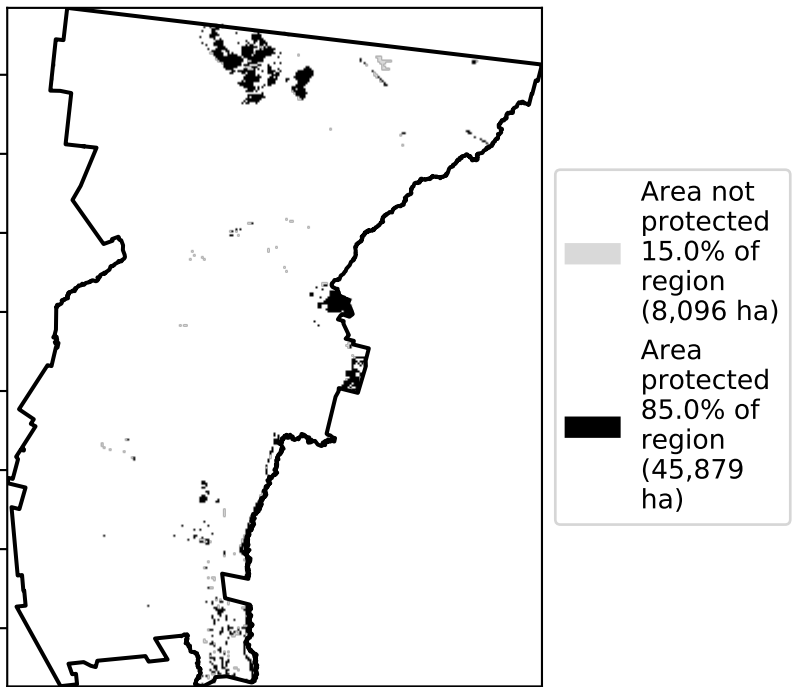 Area not
protected
15.0% of
region
(8,096 ha)
Area
protected
85.0% of
region
(45,879
ha)